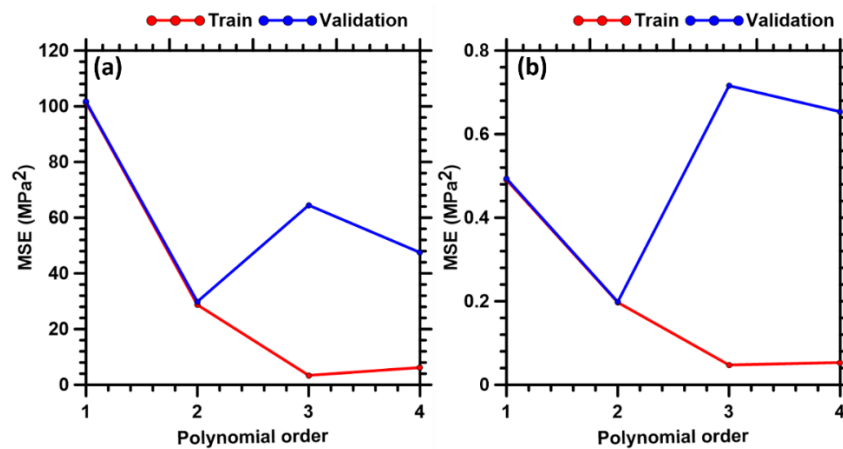 Train Validation
(a)
120
100
80
60
40
20
0
MSE (MPa²)
1 2 3 4
Polynomial order
Train Validation
(b)
0.8
0.6
0.4
0.2
0
MSE (MPa²)
1 2 3 4
Polynomial order